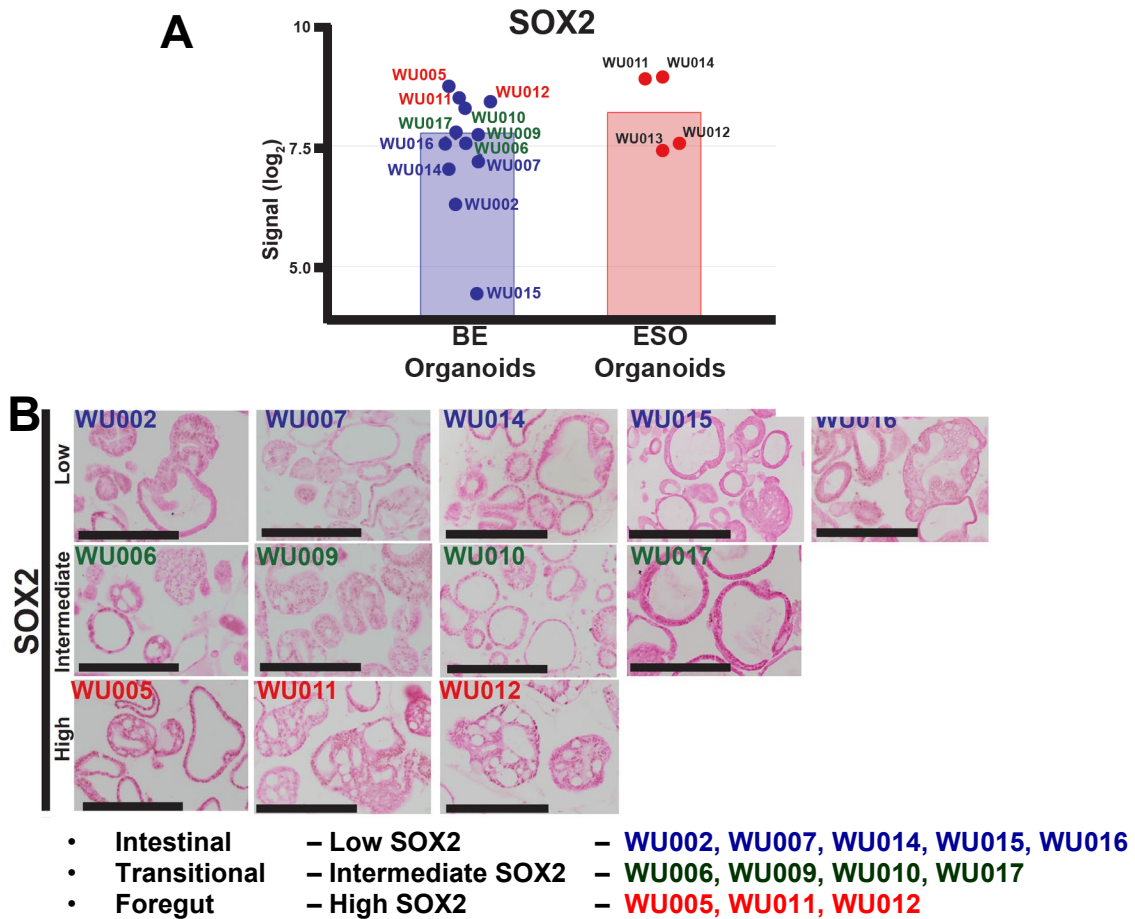 A
SOX2
10
7.5
5.0
Signal (log2)
WU005
WU011
WU012
WU010
WU017
WU009
WU016
WU006
WU014
WU007
WU002
WU015
WU011
WU014
WU013
WU012
BE
Organoids
ESO
Organoids
B
SOX2
Low
WU002
WU007
WU014
WU015
WU016
Intermediate
WU006
WU009
WU010
WU017
High
WU005
WU011
WU012
• Intestinal – Low SOX2 – WU002, WU007, WU014, WU015, WU016
• Transitional – Intermediate SOX2 – WU006, WU009, WU010, WU017
• Foregut – High SOX2 – WU005, WU011, WU012